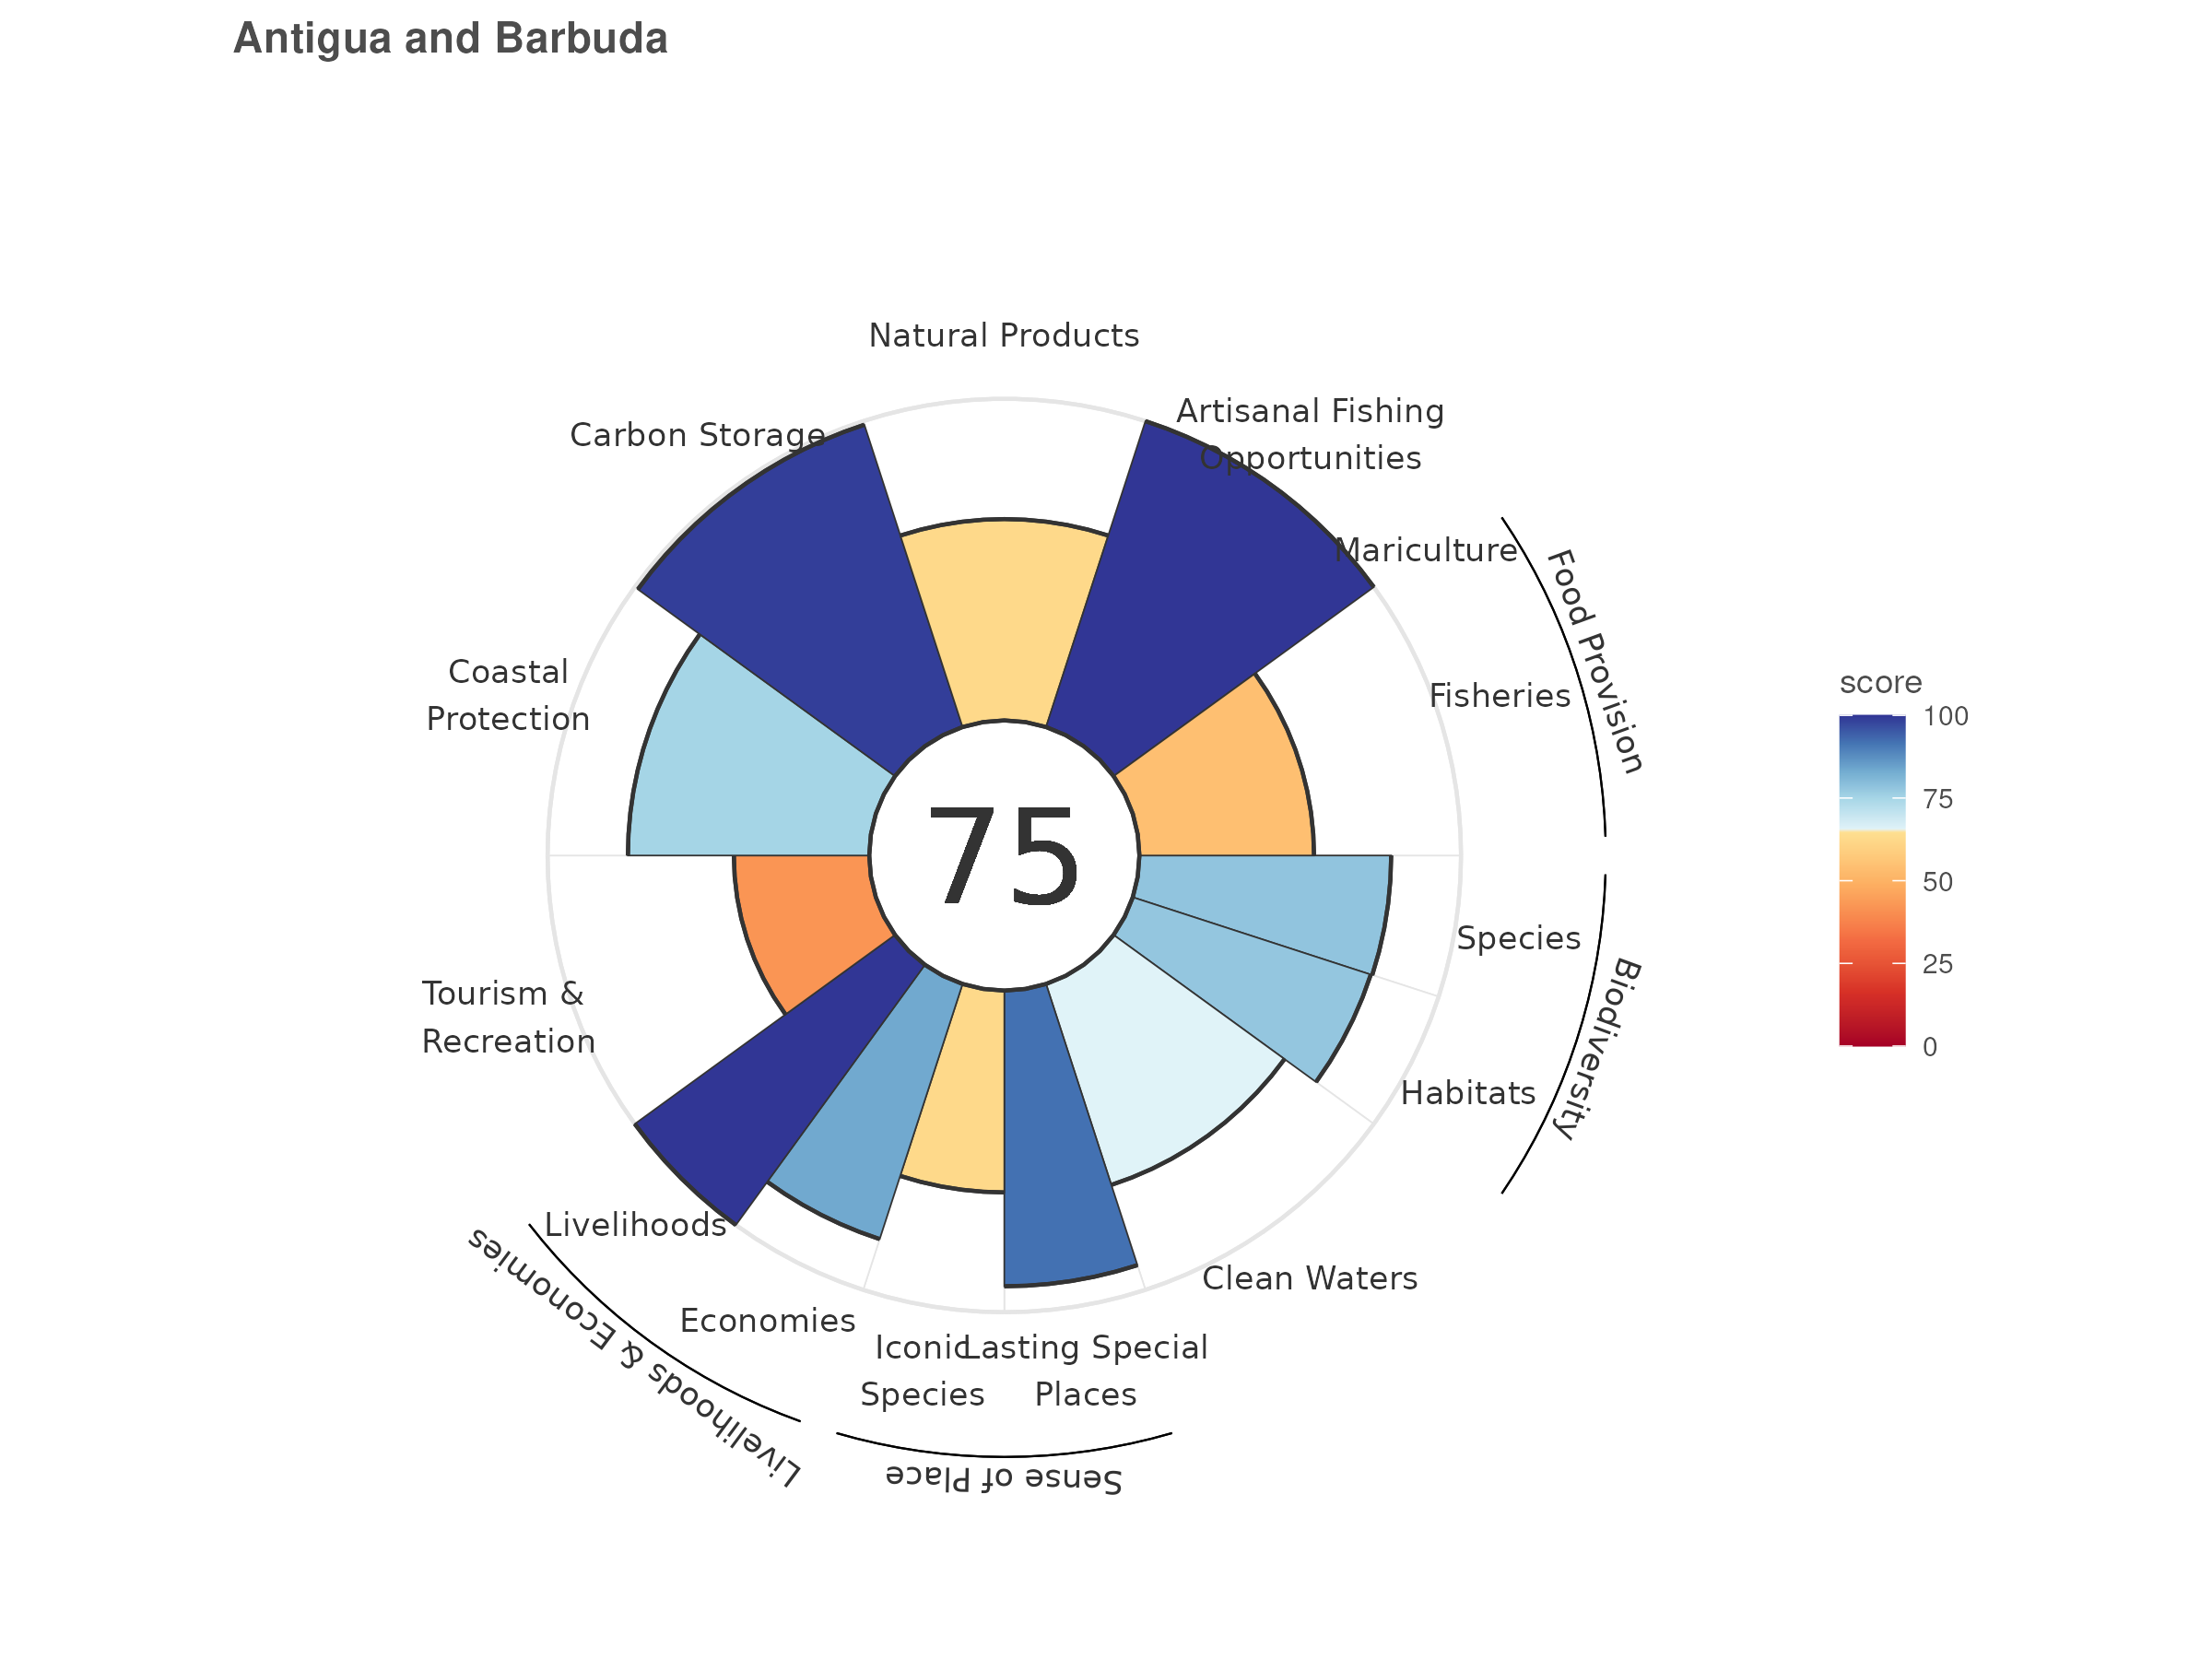 Antigua and Barbuda
Natural Products
Artisanal Fishing
Opportunities
Carbon Storage
Mariculture
Food Provision
Fisheries
Coastal
Protection
score
100
75
50
25
0
75
Species
Biodiversity
Habitats
Tourism &
Recreation
Livelihoods
Clean Waters
Economies
Livelihoods & Economies
Iconic
Species
Lasting Special
Places
Sense of Place